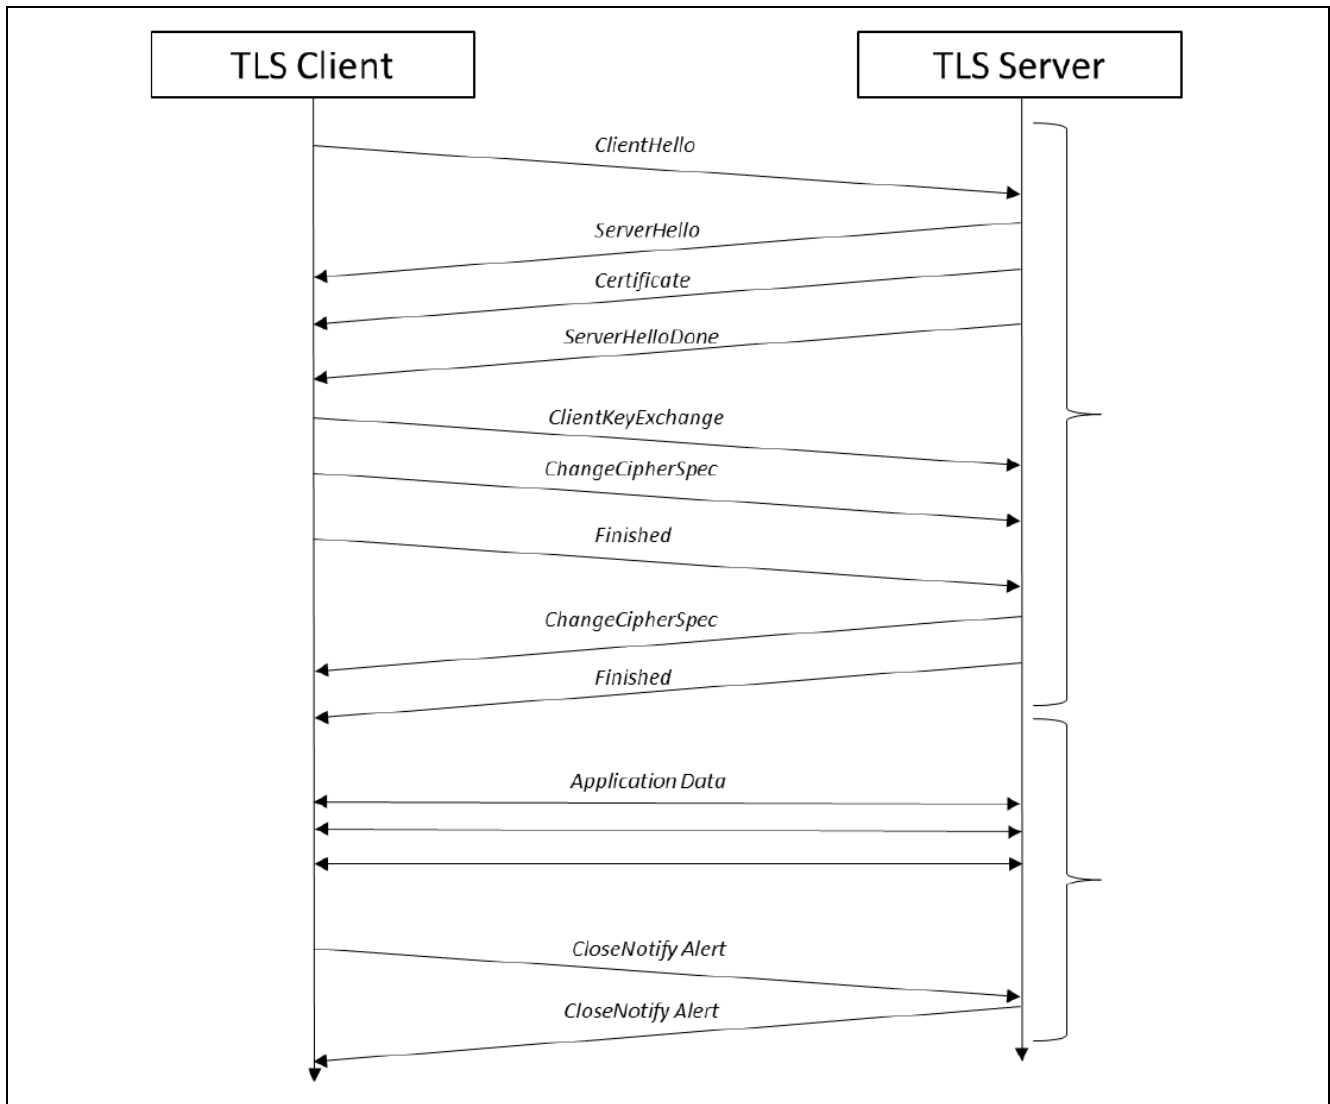 TLS Client
TLS Server
ClientHello
ServerHello
Certificate
ServerHelloDone
ClientKeyExchange
ChangeCipherSpec
Finished
ChangeCipherSpec
Finished
Application Data
CloseNotify Alert
CloseNotify Alert